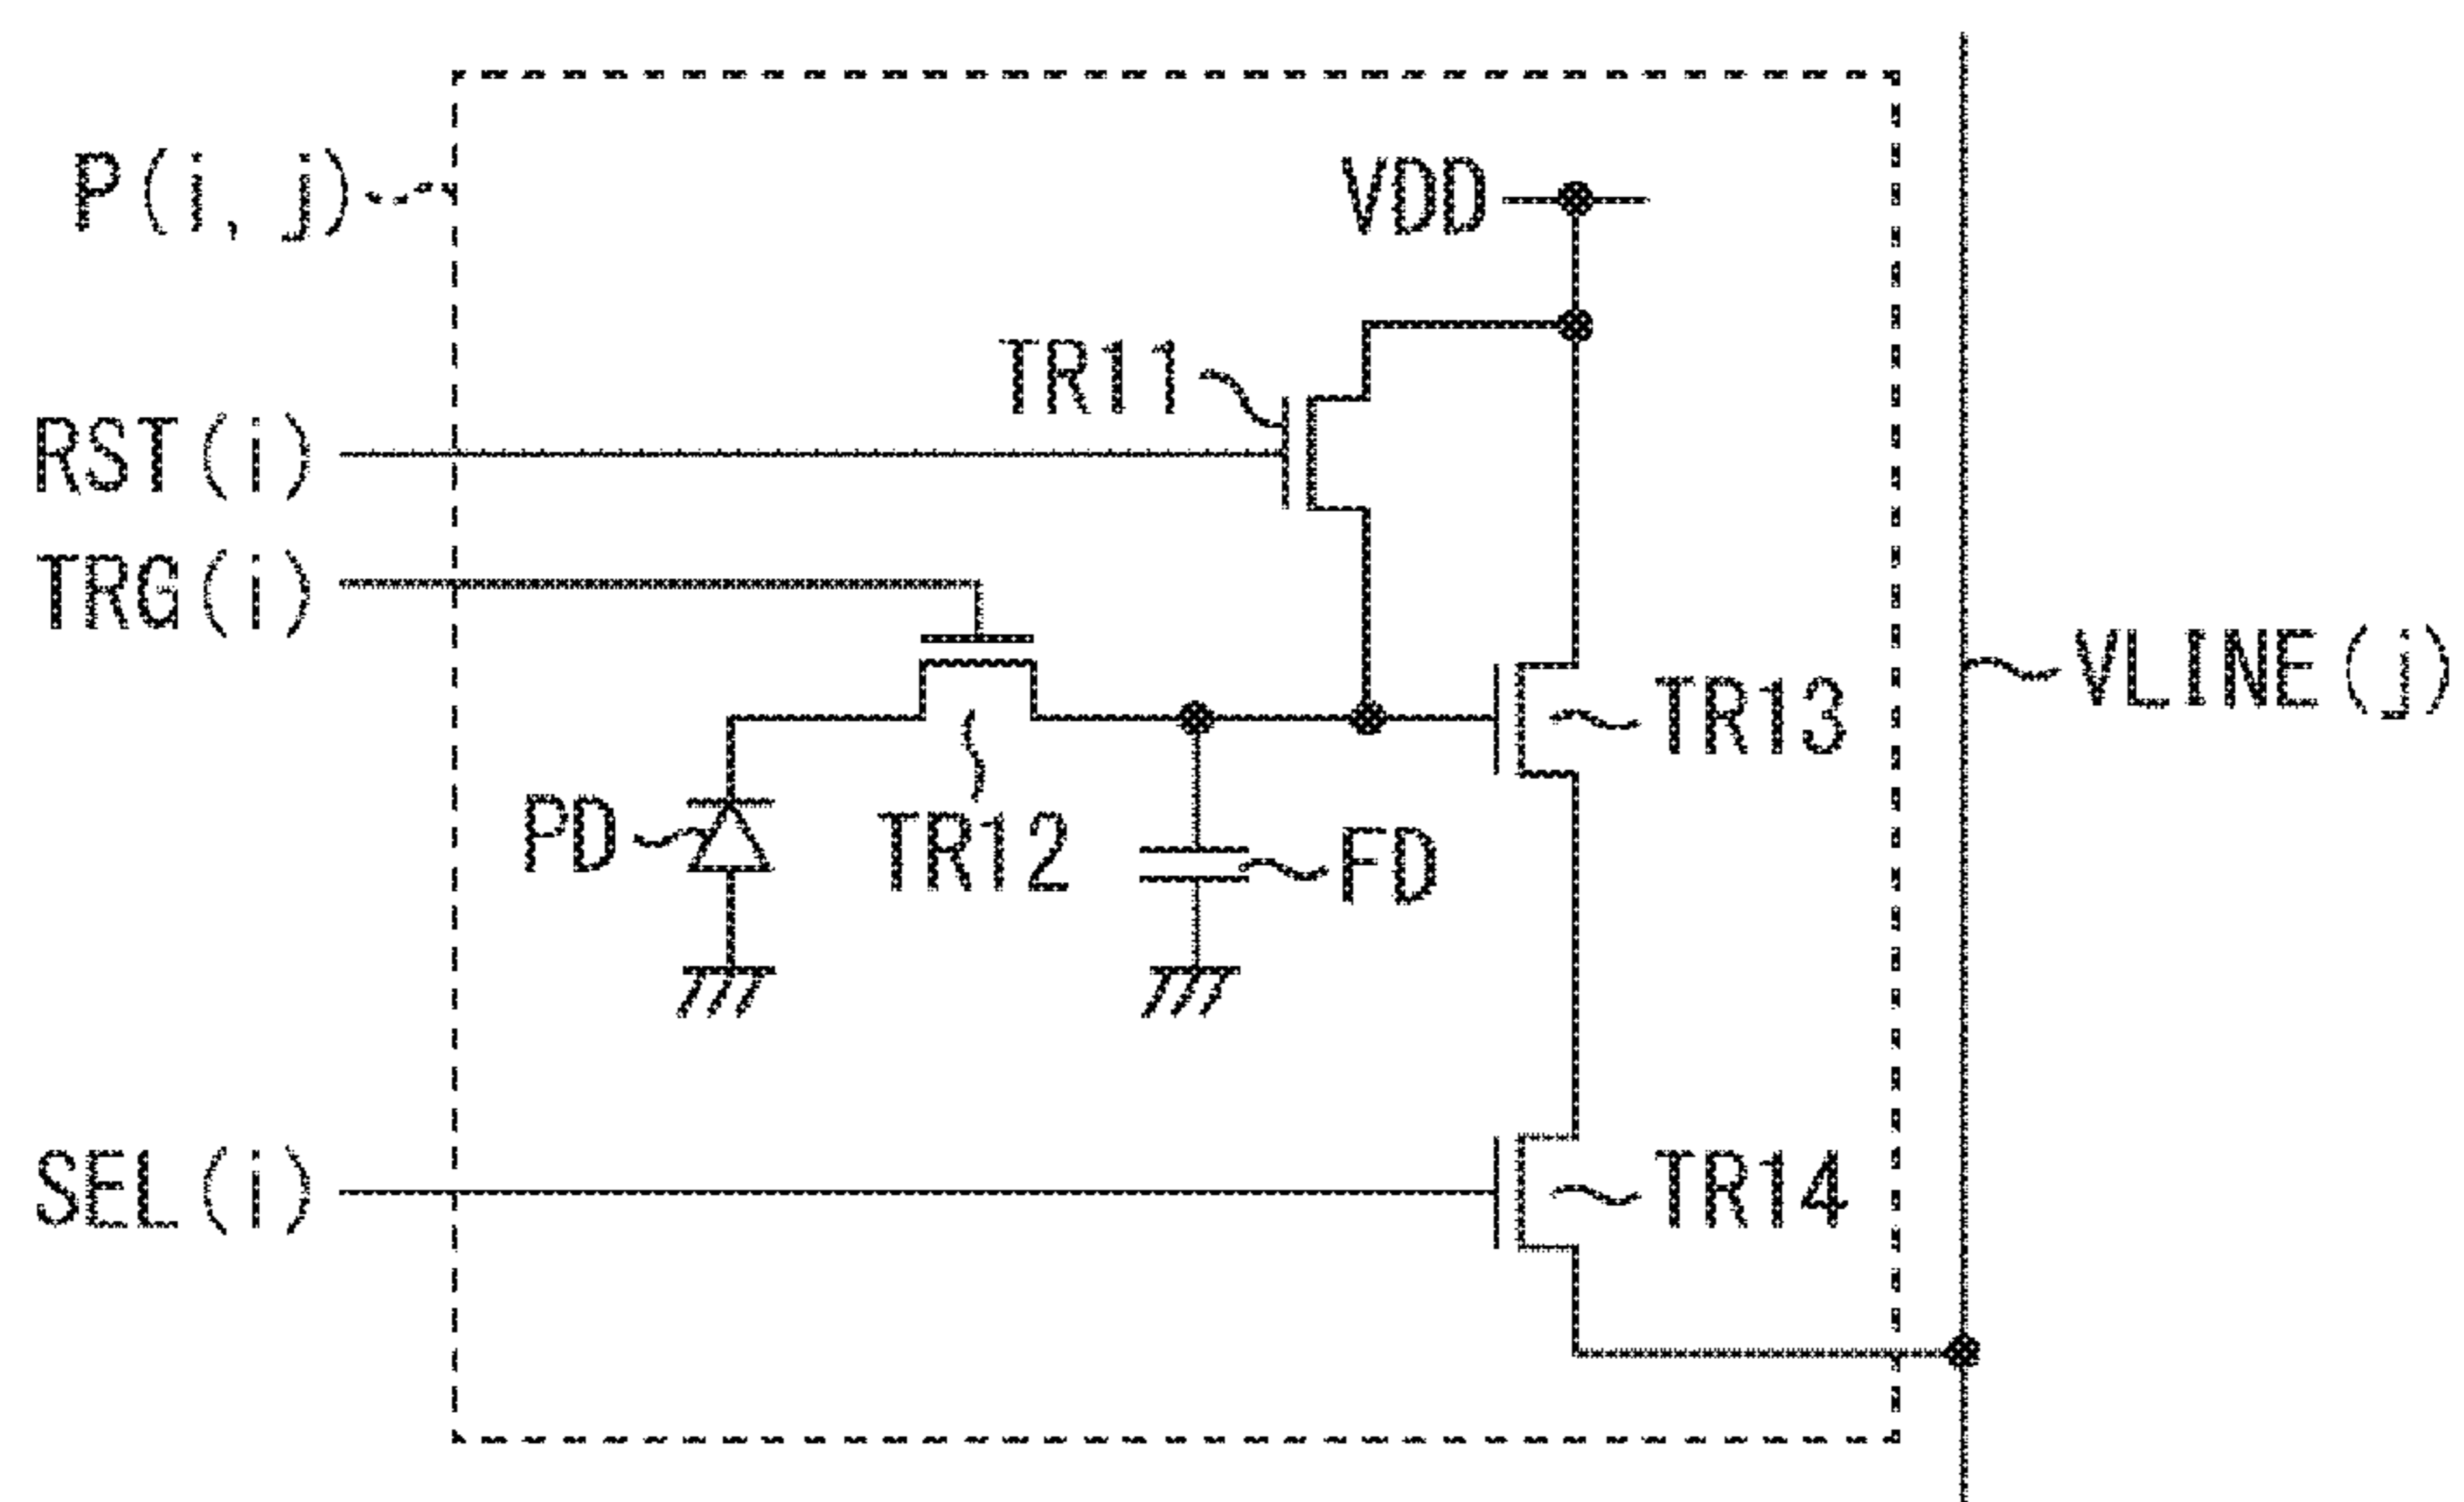 P(i, j)
VDD
TR11
RST(i)
TRG(i)
VLINE(j)
TR13
PD
TR12
FD
SEL(i)
TR14